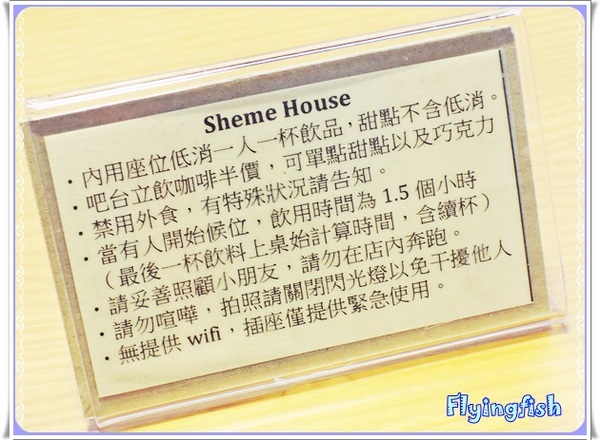 Sheme House
・內用座位低消一人一杯飲品，甜點不含低消。
・吧台立飲咖啡半價，可單點甜點以及巧克力
・禁用外食，有特殊狀況請告知。
・當有人開始候位，飲用時間為 1.5 個小時
（最後一杯飲料上桌始計算時間，含續杯）
・請妥善照顧小朋友，請勿在店內奔跑。
・請勿喧嘩，拍照請關閉閃光燈以免干擾他人
・無提供 wifi，插座僅提供緊急使用。
Flyingfish